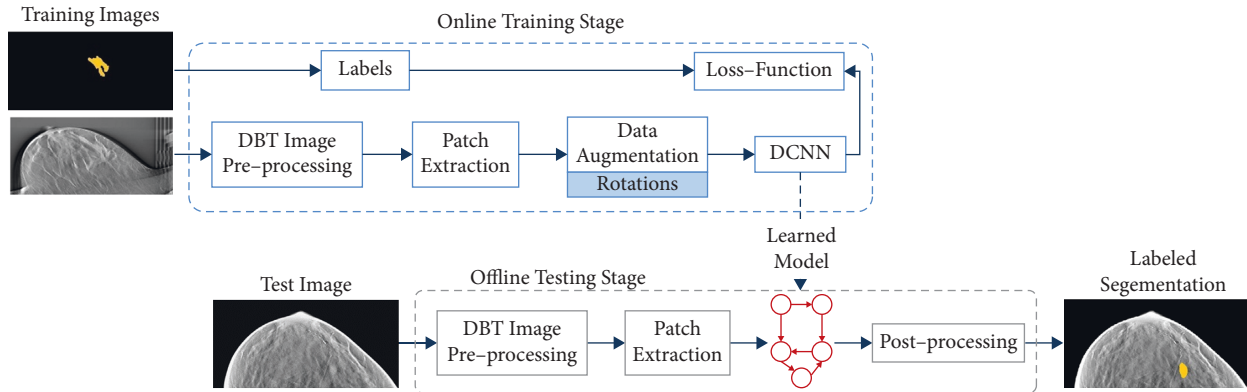 Training Images
Online Training Stage
Labels
Loss–Function
DBT Image
Pre–processing
Patch
Extraction
Data
Augmentation
Rotations
DCNN
Learned
Model
Test Image
Offline Testing Stage
Labeled
Segementation
DBT Image
Pre–processing
Patch
Extraction
Post–processing